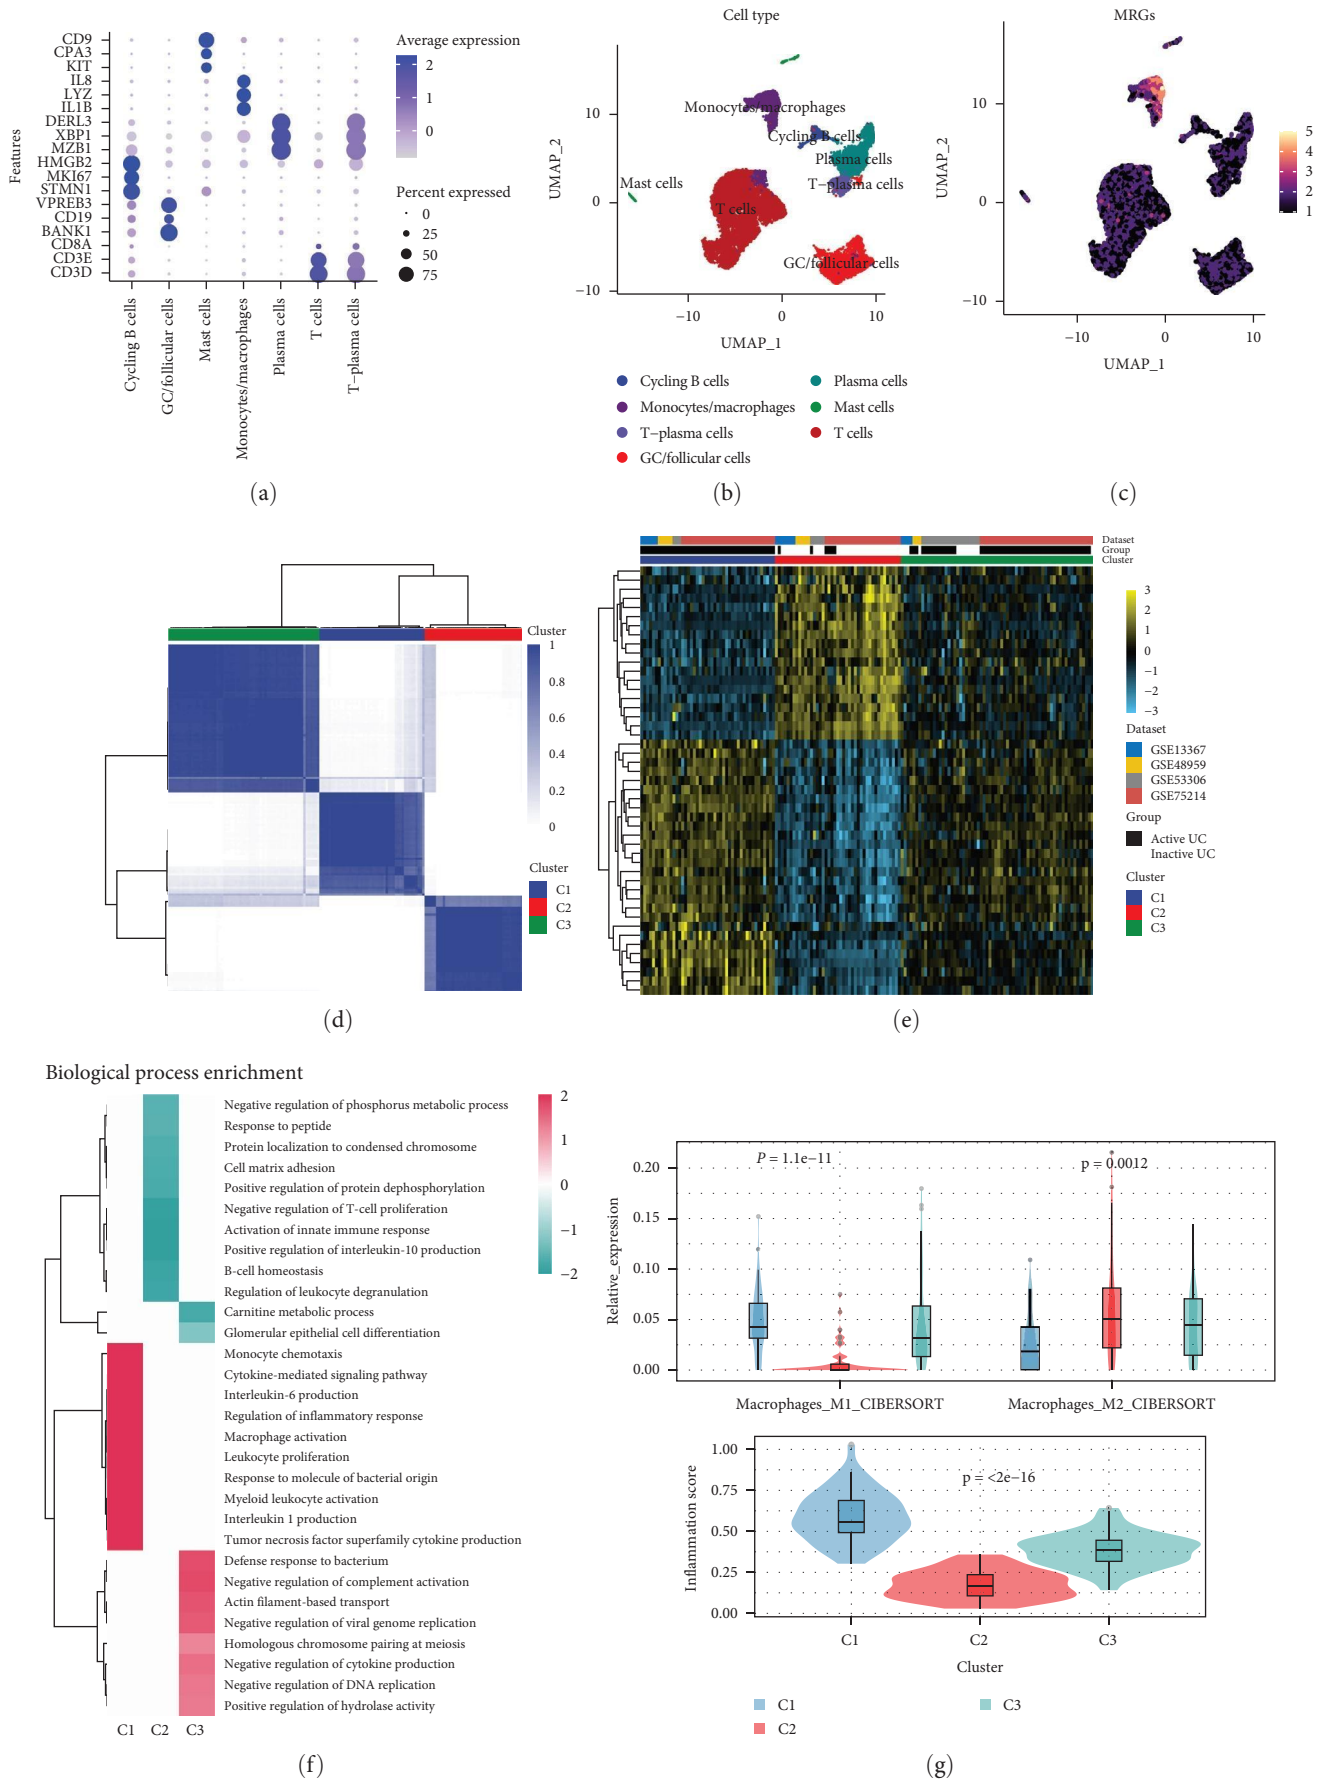 CD9
CPA3
KIT
IL8
LYZ
IL1B
DERL3
XBP1
MZB1
HMGB2
MKI67
STMN1
VPREB3
CD19
BANK1
CD8A
CD3E
CD3D
Features
Cycling B cells
GC/follicular cells
Mast cells
Monocytes/macrophages
Plasma cells
T cells
T−plasma cells
Average expression
2
1
0
Percent expressed
0
25
50
75
(a)
Cell type
10
0
−10
UMAP_2
Monocytes/macrophages
Cycling B cells
Plasma cells
T−plasma cells
Mast cells
T cells
GC/follicular cells
−10
0
10
UMAP_1
Cycling B cells
Monocytes/macrophages
T−plasma cells
GC/follicular cells
Plasma cells
Mast cells
T cells
(b)
MRGs
10
0
−10
UMAP_2
−10
0
10
UMAP_1
5
4
3
2
1
(c)
Cluster
1
0.8
0.6
0.4
0.2
0
Cluster
C1
C2
C3
(d)
Dataset
Group
Cluster
3
2
1
0
−1
−2
−3
Dataset
GSE13367
GSE48959
GSE53306
GSE75214
Group
Active UC
Inactive UC
Cluster
C1
C2
C3
(e)
Biological process enrichment
Negative regulation of phosphorus metabolic process
Response to peptide
Protein localization to condensed chromosome
Cell matrix adhesion
Positive regulation of protein dephosphorylation
Negative regulation of T-cell proliferation
Activation of innate immune response
Positive regulation of interleukin-10 production
B-cell homeostasis
Regulation of leukocyte degranulation
Carnitine metabolic process
Glomerular epithelial cell differentiation
Monocyte chemotaxis
Cytokine-mediated signaling pathway
Interleukin-6 production
Regulation of inflammatory response
Macrophage activation
Leukocyte proliferation
Response to molecule of bacterial origin
Myeloid leukocyte activation
Interleukin 1 production
Tumor necrosis factor superfamily cytokine production
Defense response to bacterium
Negative regulation of complement activation
Actin filament-based transport
Negative regulation of viral genome replication
Homologous chromosome pairing at meiosis
Negative regulation of cytokine production
Negative regulation of DNA replication
Positive regulation of hydrolase activity
C1
C2
C3
2
1
0
−1
−2
(f)
Relative_expression
0.20
0.15
0.10
0.05
0.00
P = 1.1e−11
p = 0.0012
Macrophages_M1_CIBERSORT
Macrophages_M2_CIBERSORT
Inflammation score
1.00
0.75
0.50
0.25
0.00
p = <2e−16
C1
C2
C3
Cluster
C1
C2
C3
(g)